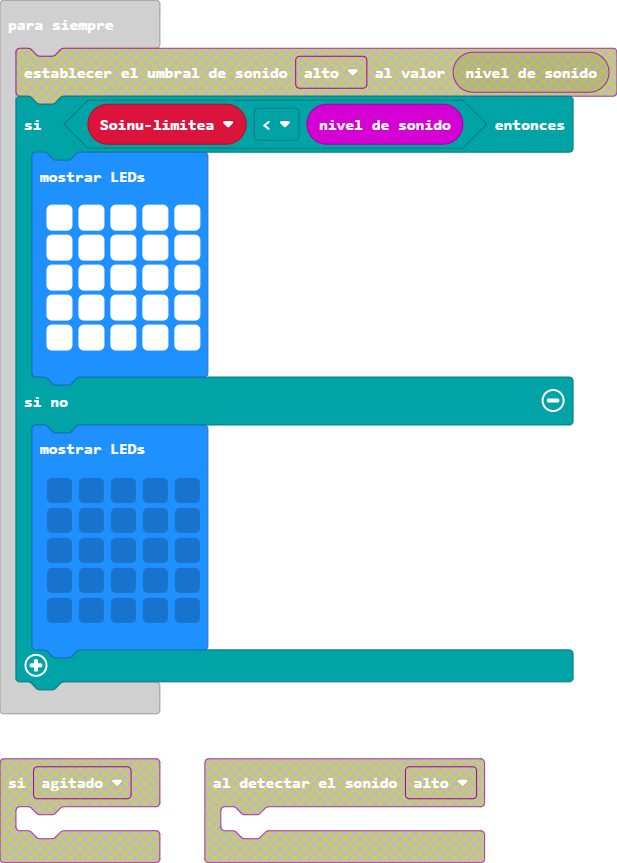 para siempre
establecer el umbral de sonido alto al valor nivel de sonido
si Soinu-limitea < nivel de sonido entonces
mostrar LEDs
si no
mostrar LEDs
si agitado
al detectar el sonido alto